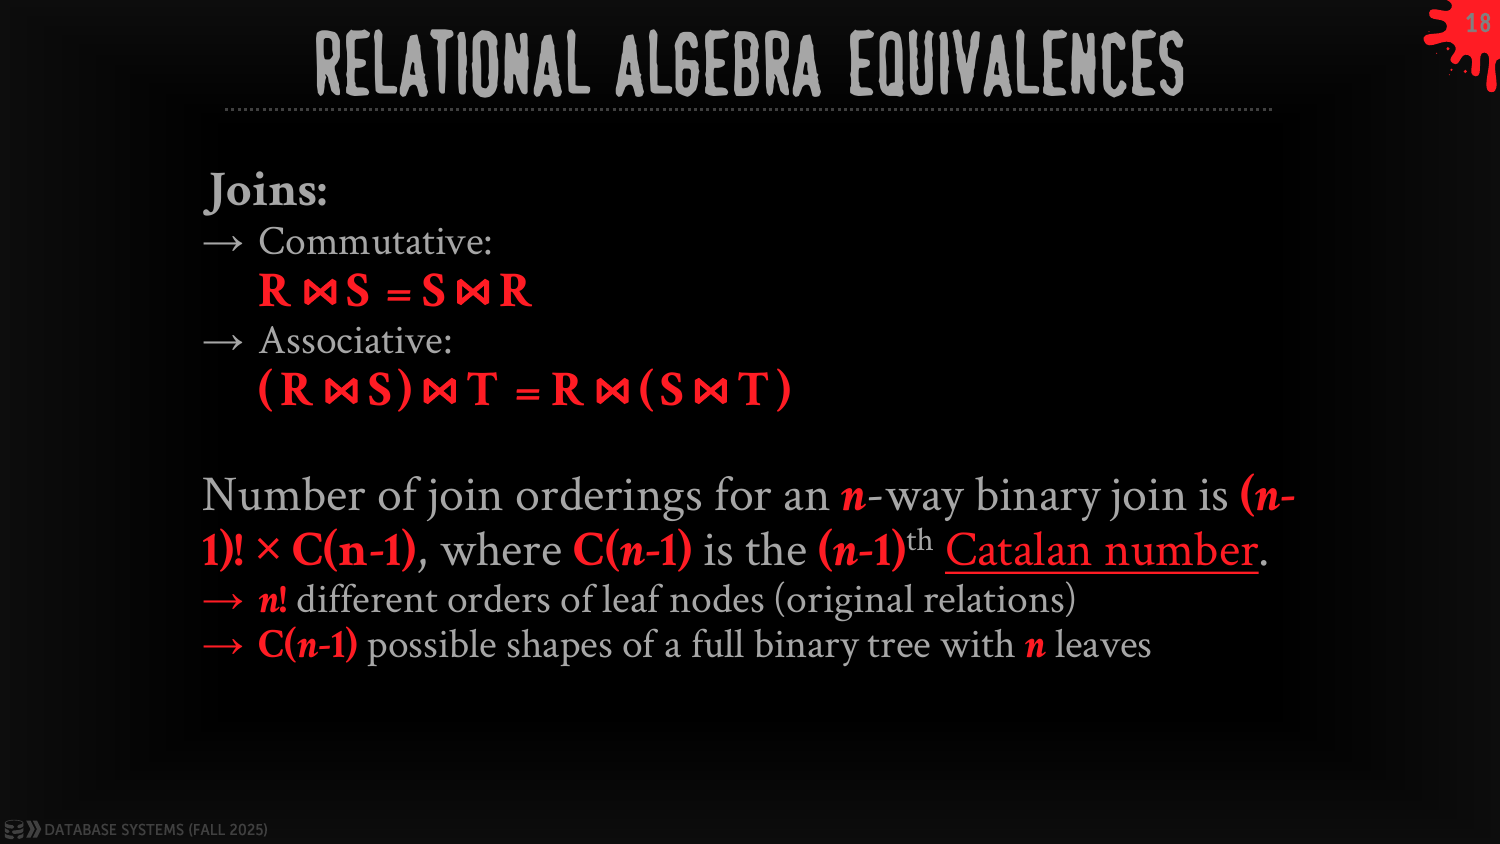 18
RELATIONAL ALGEBRA EQUIVALENCES
Joins:
→ Commutative:
R ⋈ S = S ⋈ R
→ Associative:
(R ⋈ S) ⋈ T = R ⋈ (S ⋈ T)
Number of join orderings for an n-way binary join is (n-
1)! × C(n-1), where C(n-1) is the (n-1)th Catalan number.
→ n! different orders of leaf nodes (original relations)
→ C(n-1) possible shapes of a full binary tree with n leaves
DATABASE SYSTEMS (FALL 2025)